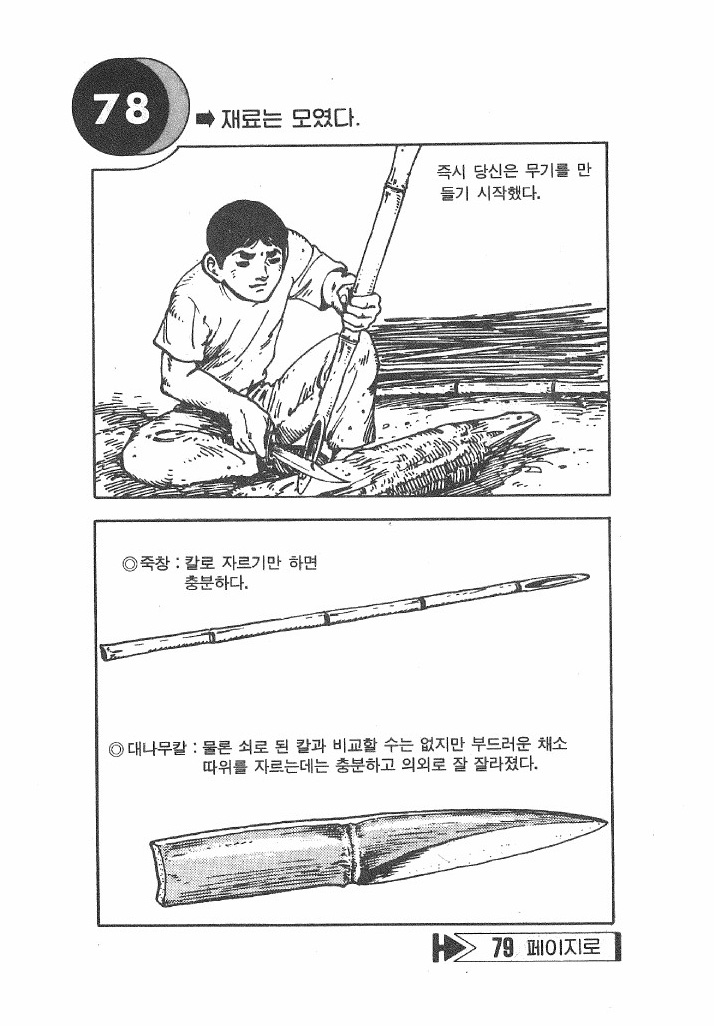 78
➡ 재료는 모였다.
즉시 당신은 무기를 만
들기 시작했다.
◎죽창 : 칼로 자르기만 하면
충분하다.
◎대나무칼 : 물론 쇠로 된 칼과 비교할 수는 없지만 부드러운 채소
따위를 자르는데는 충분하고 의외로 잘 잘라졌다.
79 페이지로